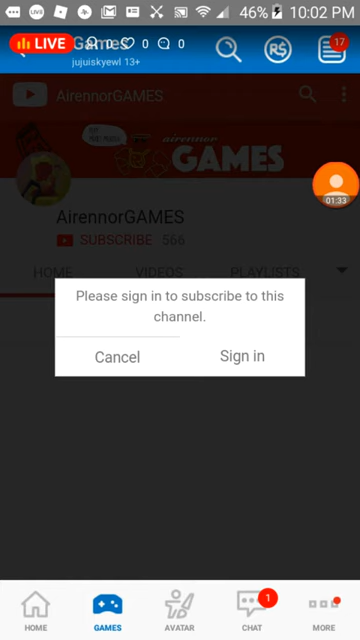 46% 10:02 PM
LIVE
Games
0 0 0
17
jujuiskyewl 13+
AirennorGAMES
airennor
GAMES
01:33
AirennorGAMES
SUBSCRIBE 566
HOME VIDEOS PLAYLISTS
Please sign in to subscribe to this
channel.
Cancel Sign in
1
HOME GAMES AVATAR CHAT MORE